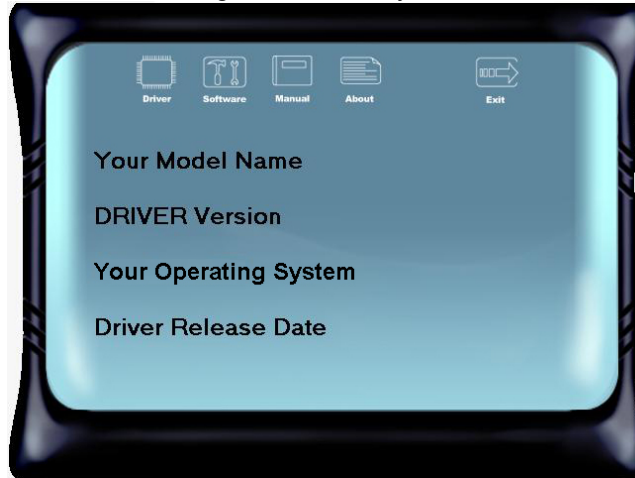 Driver Software Manual About Exit
Your Model Name
DRIVER Version
Your Operating System
Driver Release Date